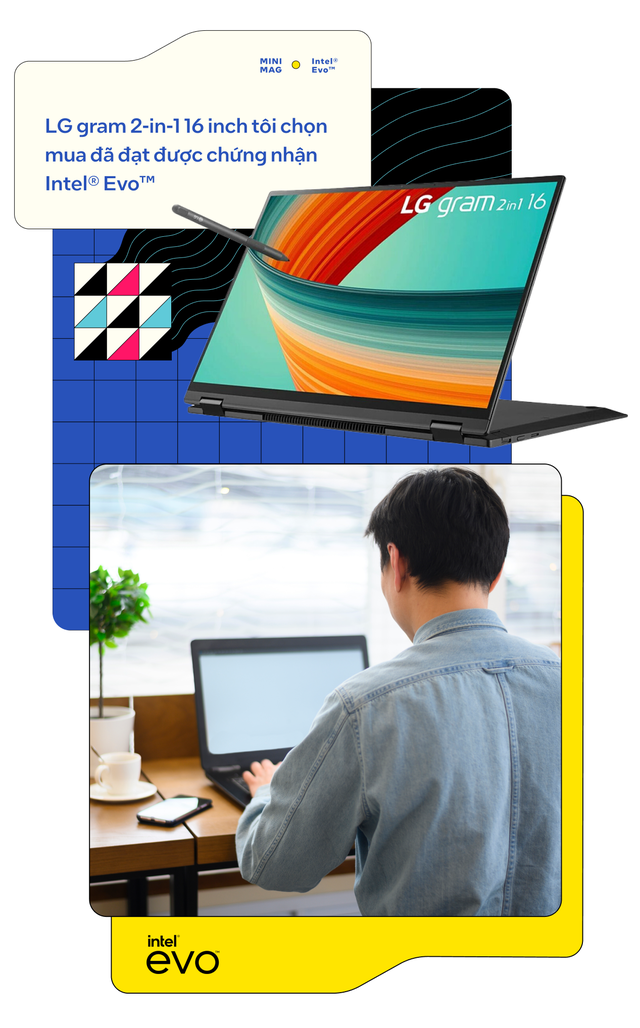 MINI MAG
Intel® Evo™
LG gram 2-in-1 16 inch tôi chọn
mua đã đạt được chứng nhận
Intel® Evo™
LG gram 2in1 16
intel®
evo™